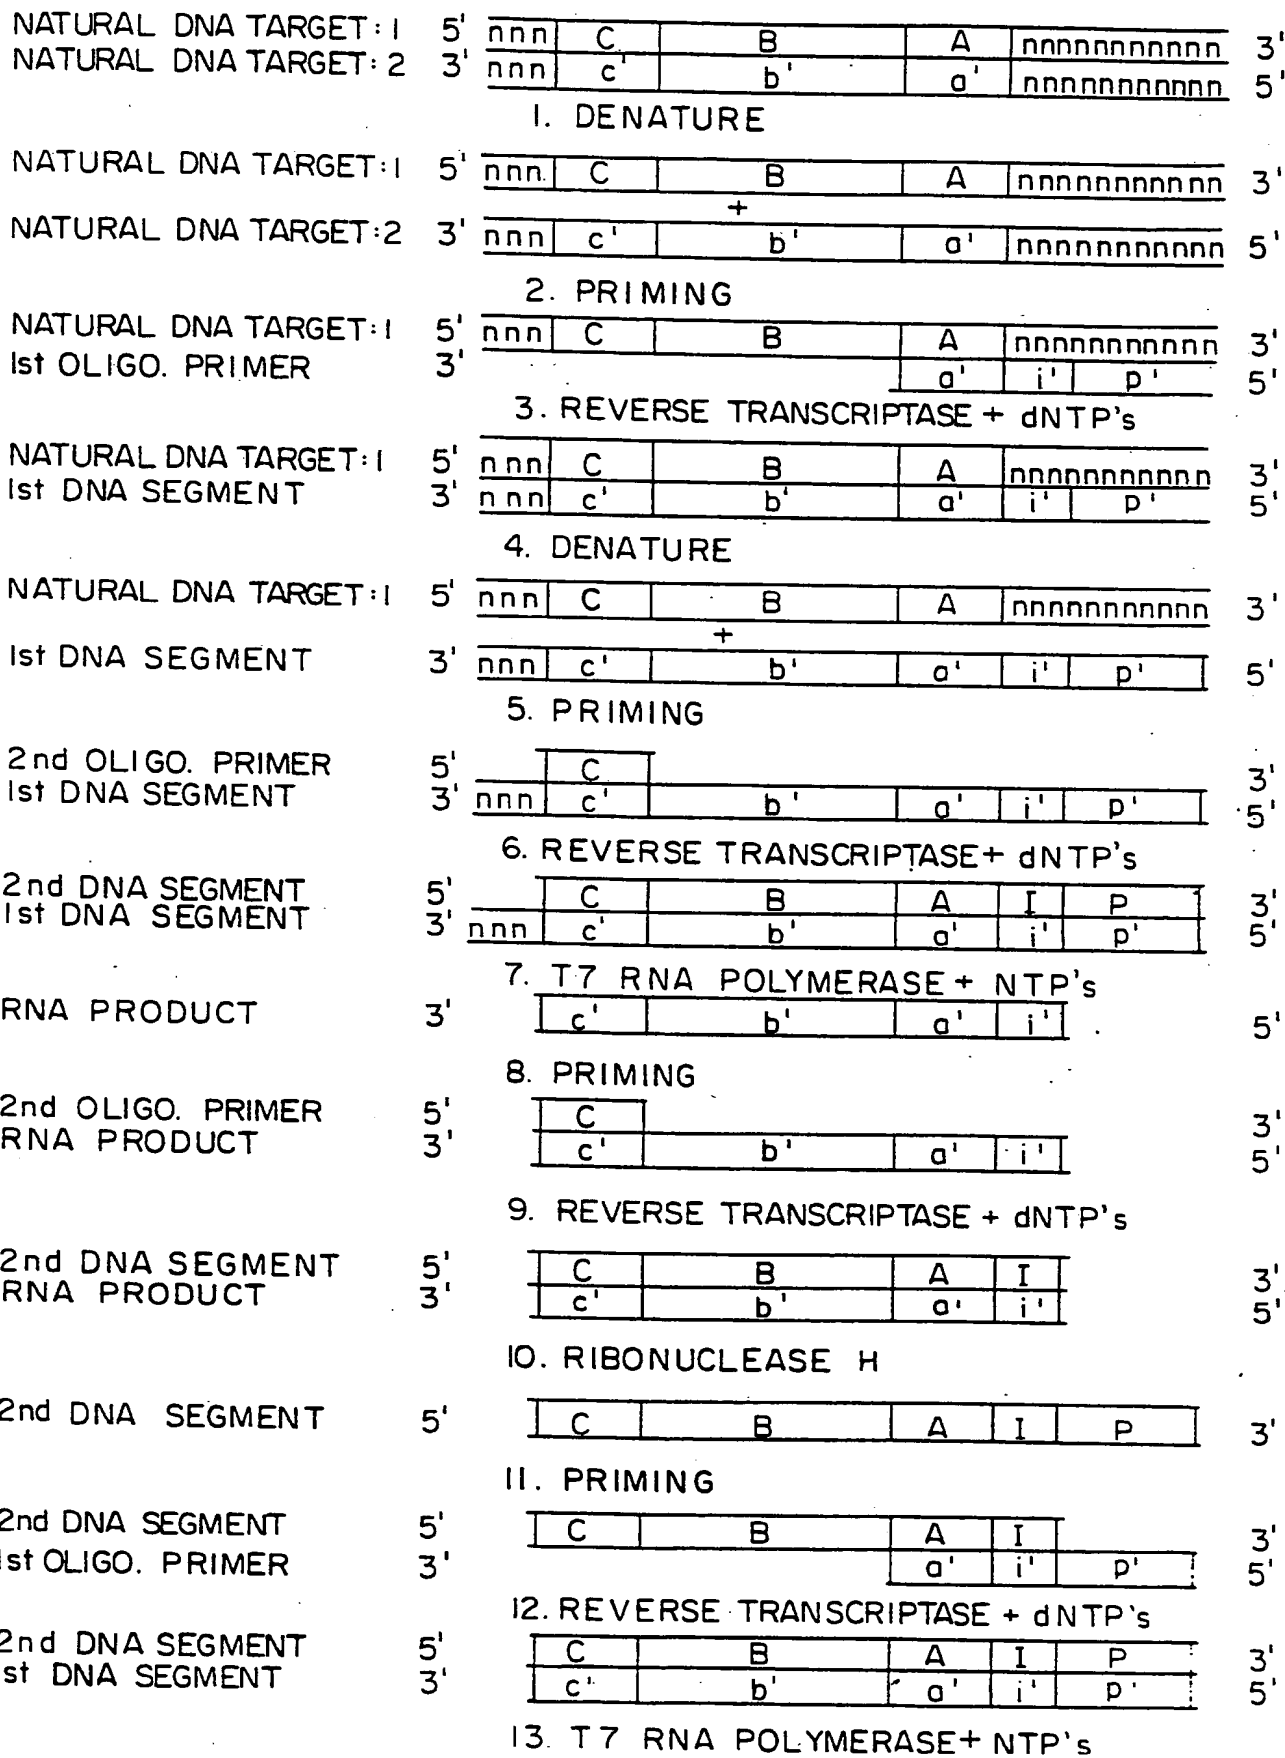 NATURAL DNA TARGET:1 5' nnn C B A nnnnnnnnnnn 3'
NATURAL DNA TARGET:2 3' nnn c' b' a' nnnnnnnnnnn 5'
1. DENATURE
NATURAL DNA TARGET:1 5' nnn C B A nnnnnnnnnnn 3'
+
NATURAL DNA TARGET:2 3' nnn c' b' a' nnnnnnnnnnn 5'
2. PRIMING
NATURAL DNA TARGET:1 5' nnn C B A nnnnnnnnnnn 3'
1st OLIGO. PRIMER 3' a' i' p' 5'
3. REVERSE TRANSCRIPTASE + dNTP's
NATURAL DNA TARGET:1 5' nnn C B A nnnnnnnnnnn 3'
1st DNA SEGMENT 3' nnn c' b' a' i' p' 5'
4. DENATURE
NATURAL DNA TARGET:1 5' nnn C B A nnnnnnnnnnn 3'
+
1st DNA SEGMENT 3' nnn c' b' a' i' p' 5'
5. PRIMING
2nd OLIGO. PRIMER 5' C 3'
1st DNA SEGMENT 3' nnn c' b' a' i' p' 5'
6. REVERSE TRANSCRIPTASE + dNTP's
2nd DNA SEGMENT 5' C B A I P 3'
1st DNA SEGMENT 3' nnn c' b' a' i' p' 5'
7. T7 RNA POLYMERASE + NTP's
RNA PRODUCT 3' c' b' a' i' 5'
8. PRIMING
2nd OLIGO. PRIMER 5' C 3'
RNA PRODUCT 3' c' b' a' i' 5'
9. REVERSE TRANSCRIPTASE + dNTP's
2nd DNA SEGMENT 5' C B A I 3'
RNA PRODUCT 3' c' b' a' i' 5'
10. RIBONUCLEASE H
2nd DNA SEGMENT 5' C B A I P 3'
11. PRIMING
2nd DNA SEGMENT 5' C B A I 3'
1st OLIGO. PRIMER 3' a' i' p' 5'
12. REVERSE TRANSCRIPTASE + dNTP's
2nd DNA SEGMENT 5' C B A I P 3'
1st DNA SEGMENT 3' c' b' a' i' p' 5'
13. T7 RNA POLYMERASE + NTP's